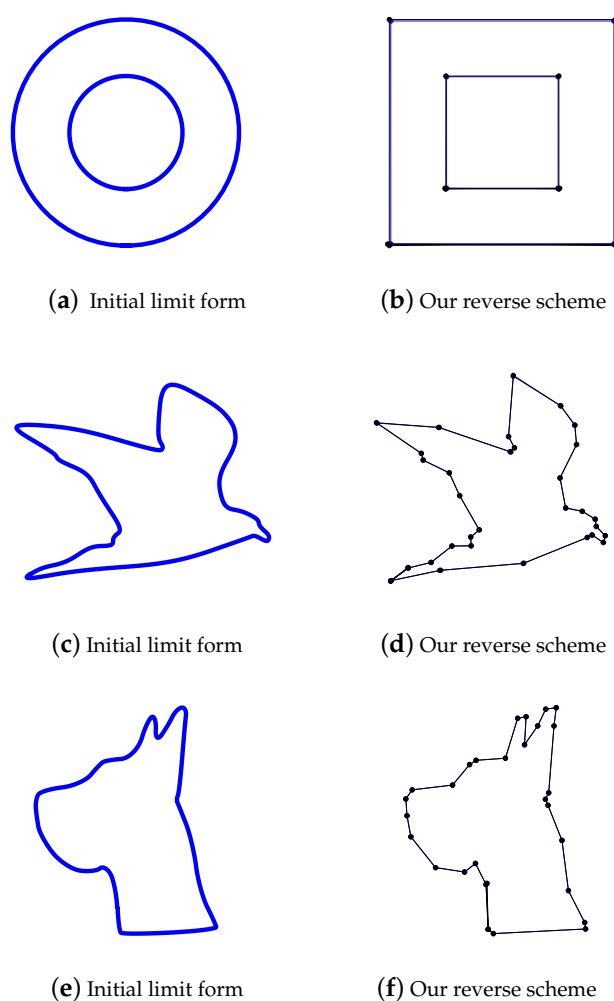 (a) Initial limit form
(b) Our reverse scheme
(c) Initial limit form
(d) Our reverse scheme
(e) Initial limit form
(f) Our reverse scheme